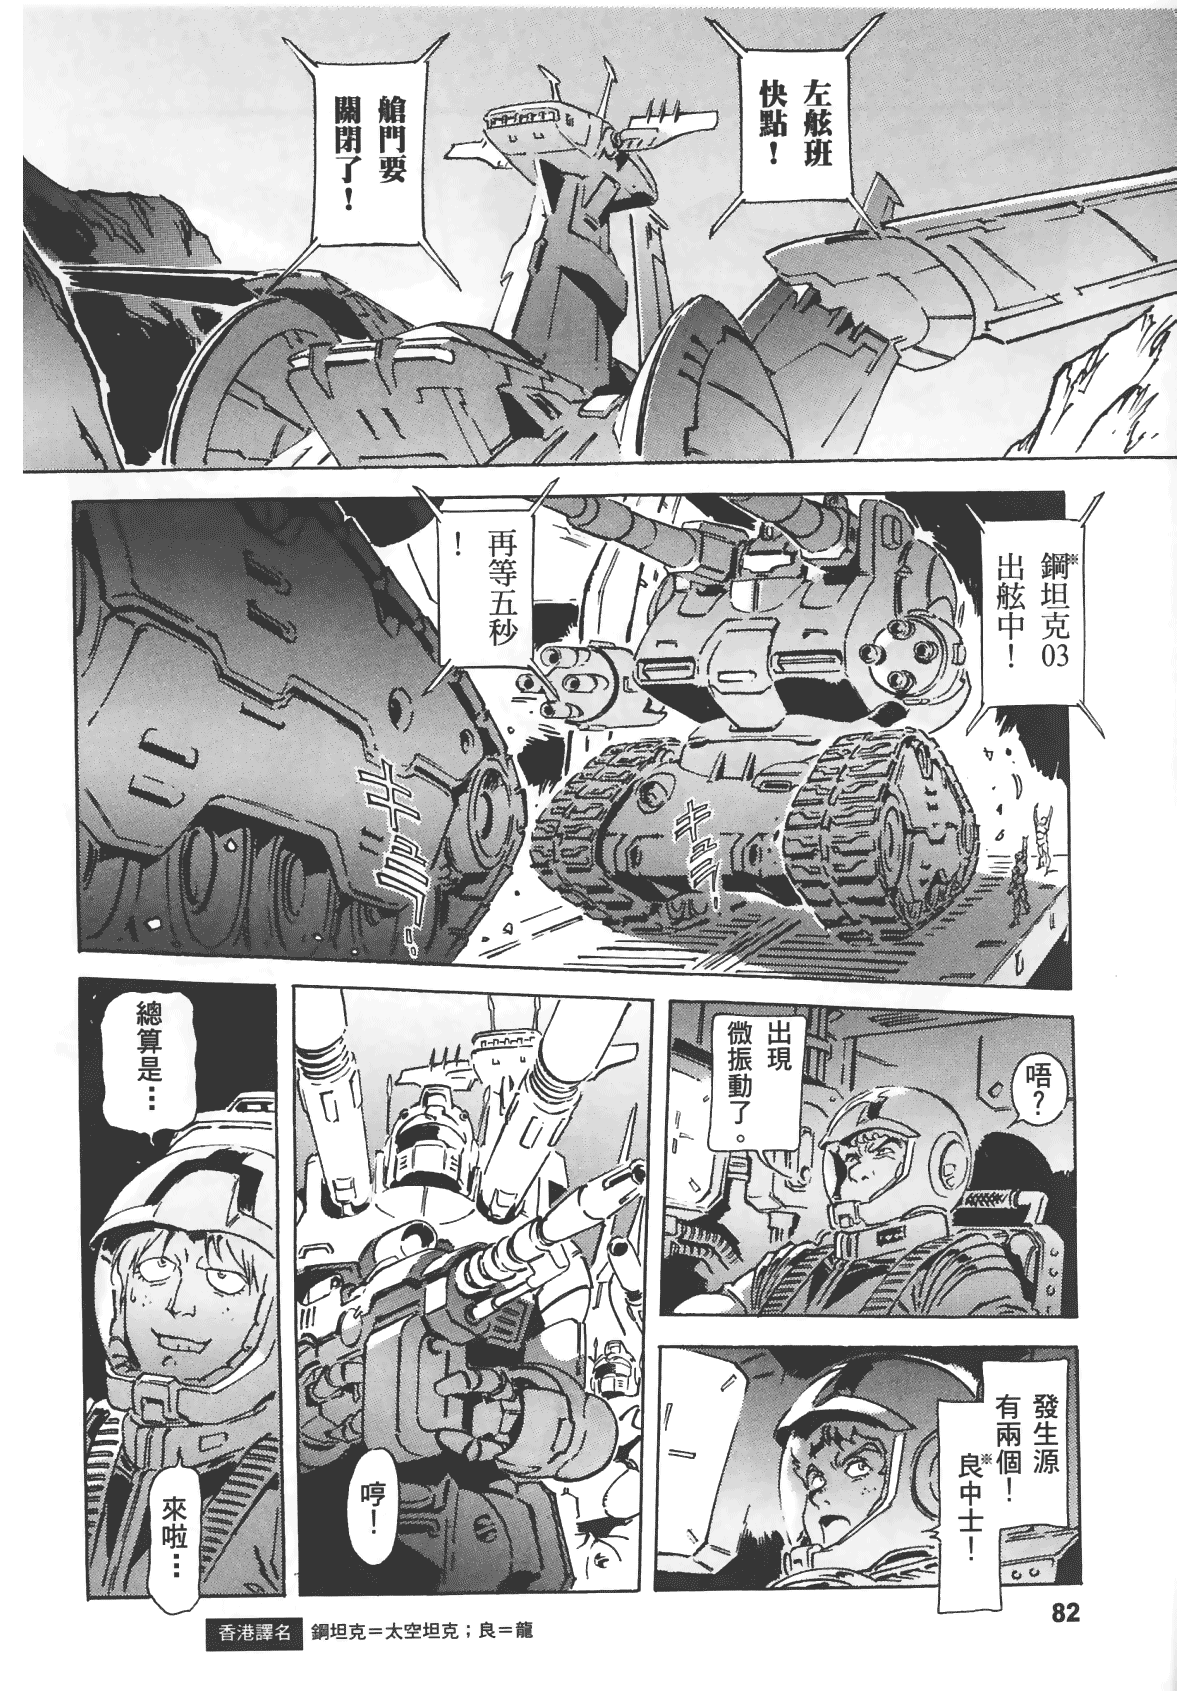 左舷班
快點！
艙門要
關閉了！
※
鋼坦克03
出舷中！
再等五秒
！
キュラ
キュラ
唔？
出現
微振動了。
發生源
有兩個！
※
良中士！
哼！
總算是…
來啦…
82
香港譯名 鋼坦克＝太空坦克；良＝龍